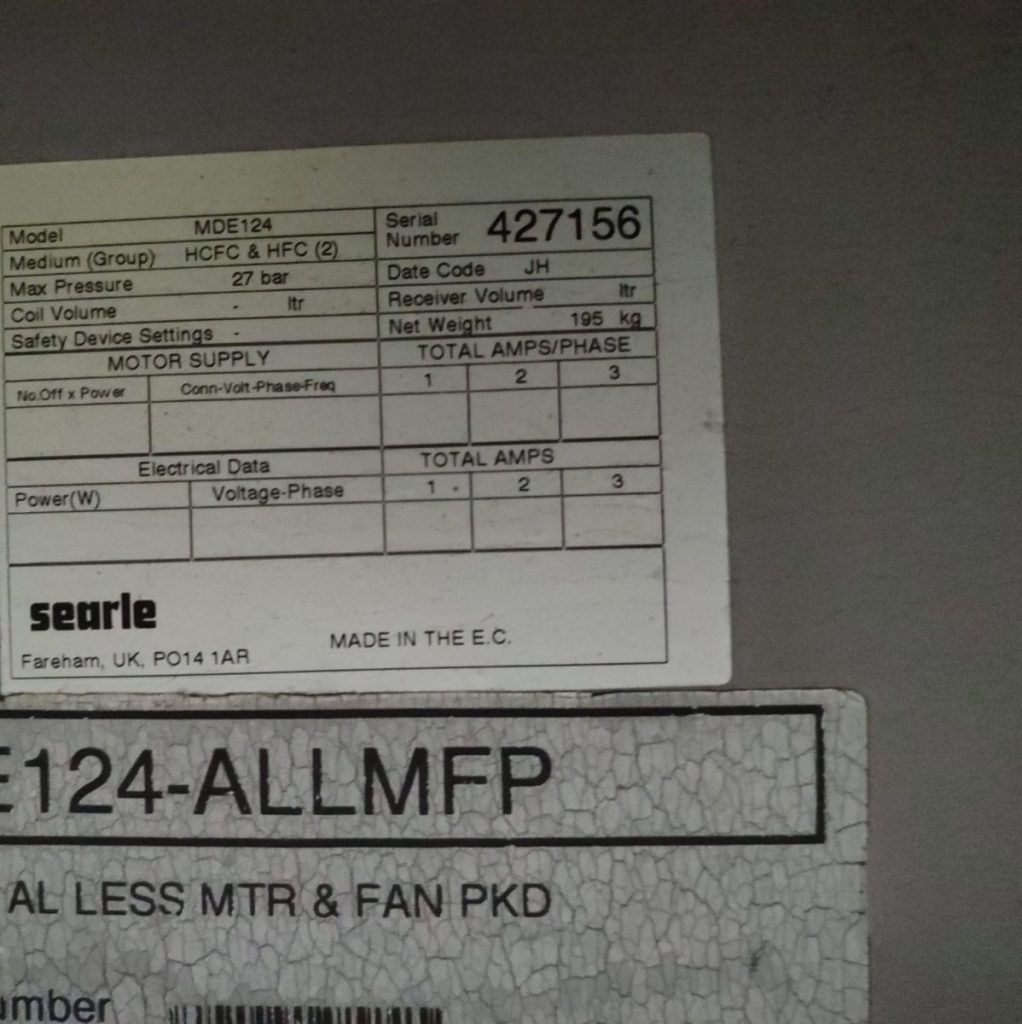 Model MDE124
Medium (Group) HCFC & HFC (2)
Max Pressure 27 bar
Coil Volume - ltr
Safety Device Settings -
Serial Number 427156
Date Code JH
Receiver Volume ltr
Net Weight 195 kg
MOTOR SUPPLY TOTAL AMPS/PHASE
No.Off x Power Conn-Volt-Phase-Freq 1 2 3
Electrical Data TOTAL AMPS
Power(W) Voltage-Phase 1 2 3
searle
Fareham, UK, PO14 1AR MADE IN THE E.C.
E124-ALLMFP
AL LESS MTR & FAN PKD
umber